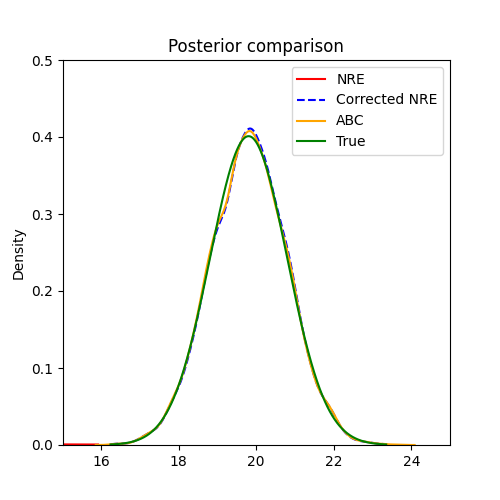 Posterior comparison
NRE
Corrected NRE
ABC
True
Density
0.5
0.4
0.3
0.2
0.1
0.0
16
18
20
22
24